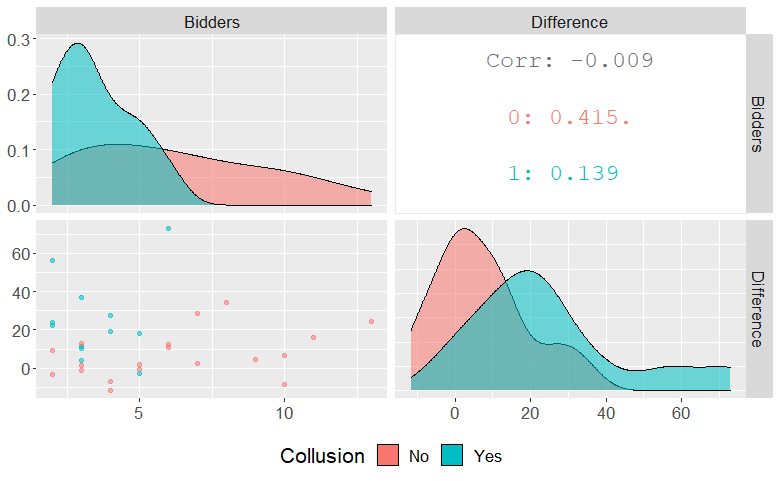 Bidders
Difference
0.3
0.2
0.1
0.0
Corr: -0.009
0: 0.415.
1: 0.139
Bidders
60
40
20
0
Difference
5
10
0
20
40
60
Collusion
No
Yes